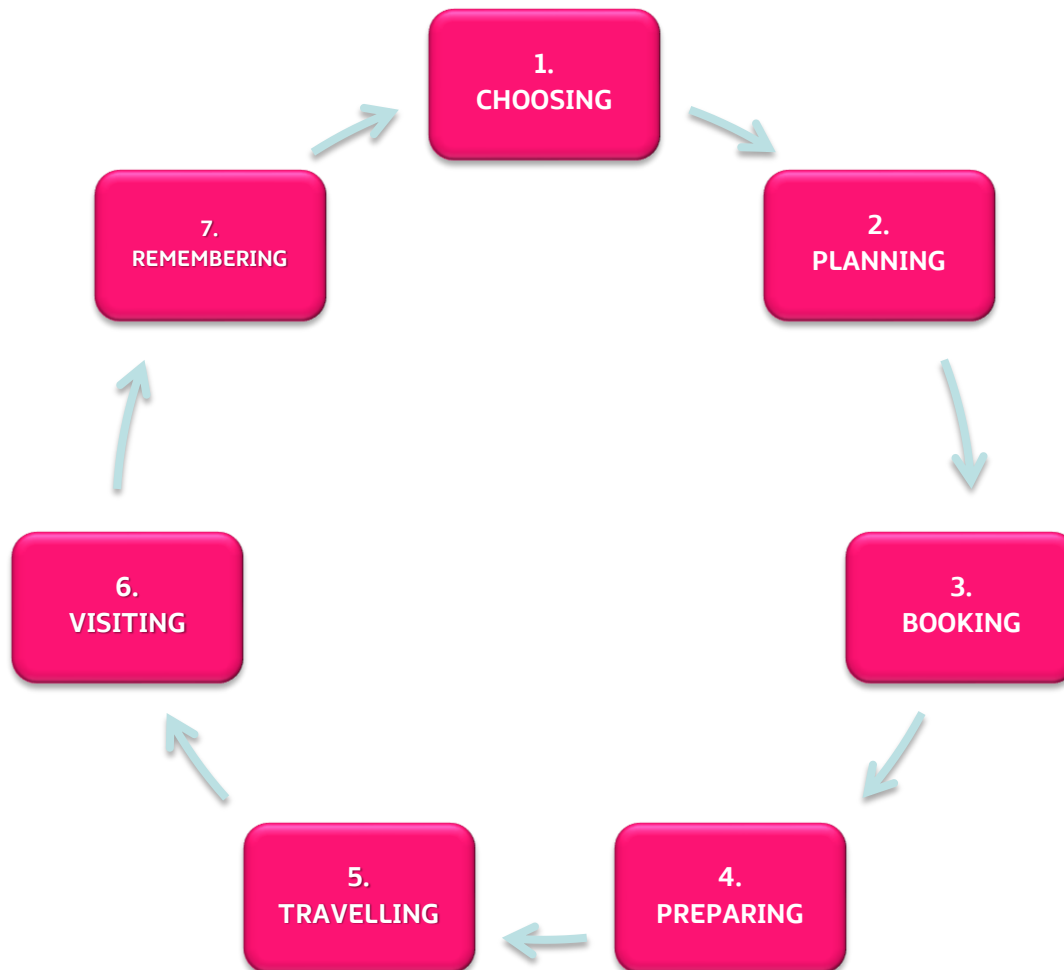 1.
CHOOSING
2.
PLANNING
3.
BOOKING
4.
PREPARING
5.
TRAVELLING
6.
VISITING
7.
REMEMBERING